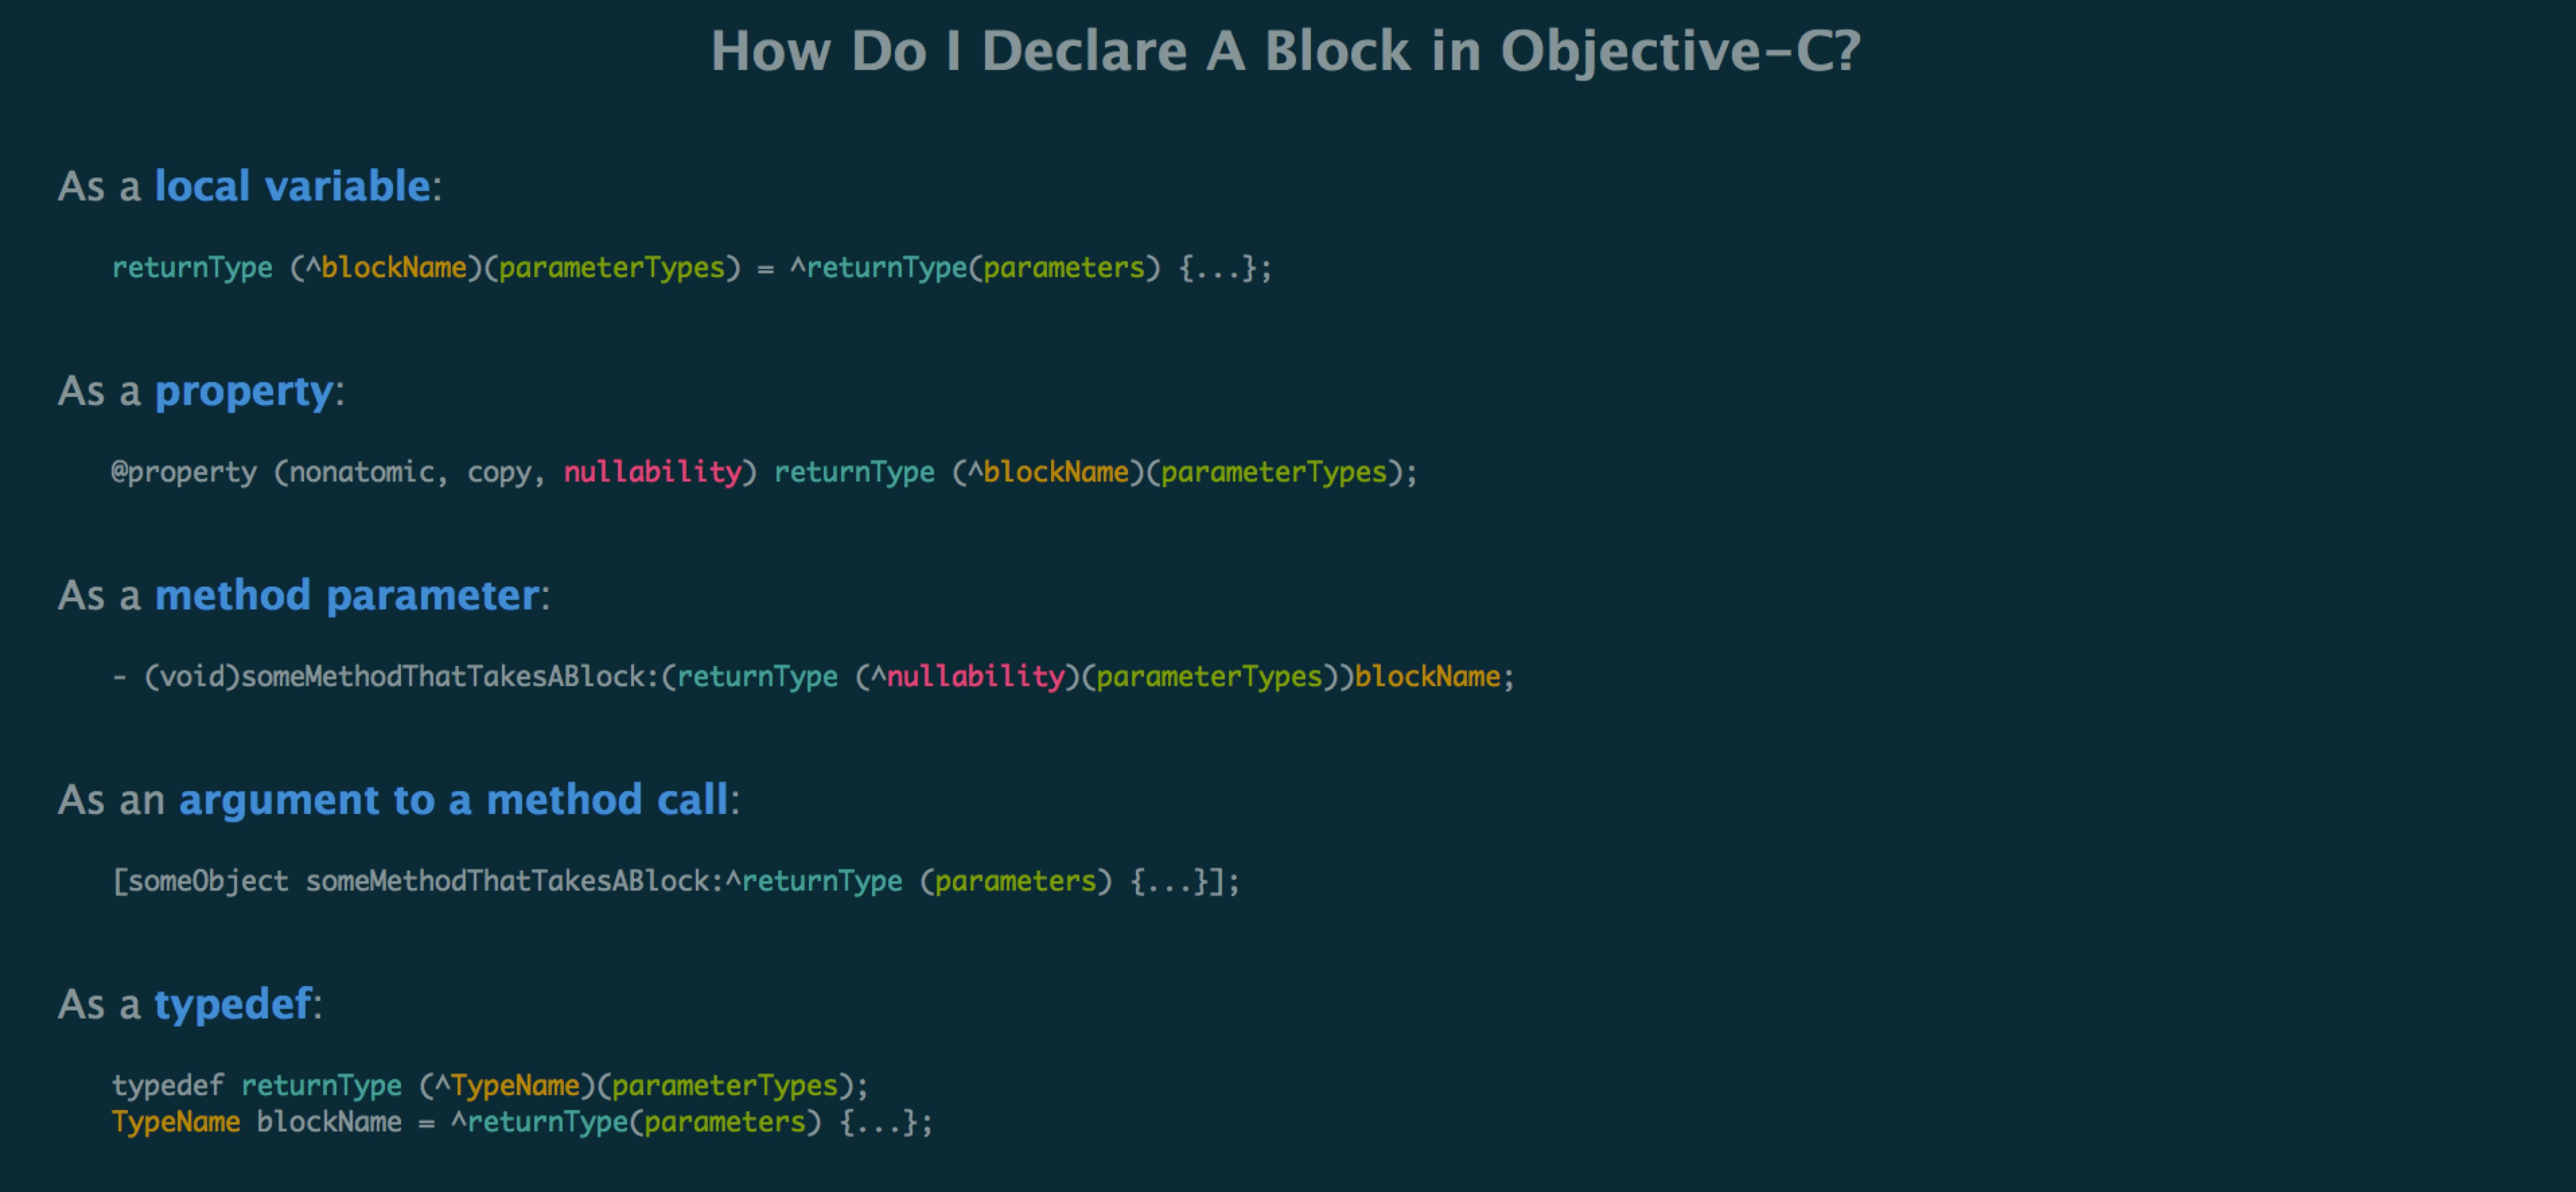 How Do I Declare A Block in Objective-C?
As a local variable:
returnType (^blockName)(parameterTypes) = ^returnType(parameters) {...};
As a property:
@property (nonatomic, copy, nullability) returnType (^blockName)(parameterTypes);
As a method parameter:
- (void)someMethodThatTakesABlock:(returnType (^nullability)(parameterTypes))blockName;
As an argument to a method call:
[someObject someMethodThatTakesABlock:^returnType (parameters) {...}];
As a typedef:
typedef returnType (^TypeName)(parameterTypes);
TypeName blockName = ^returnType(parameters) {...};